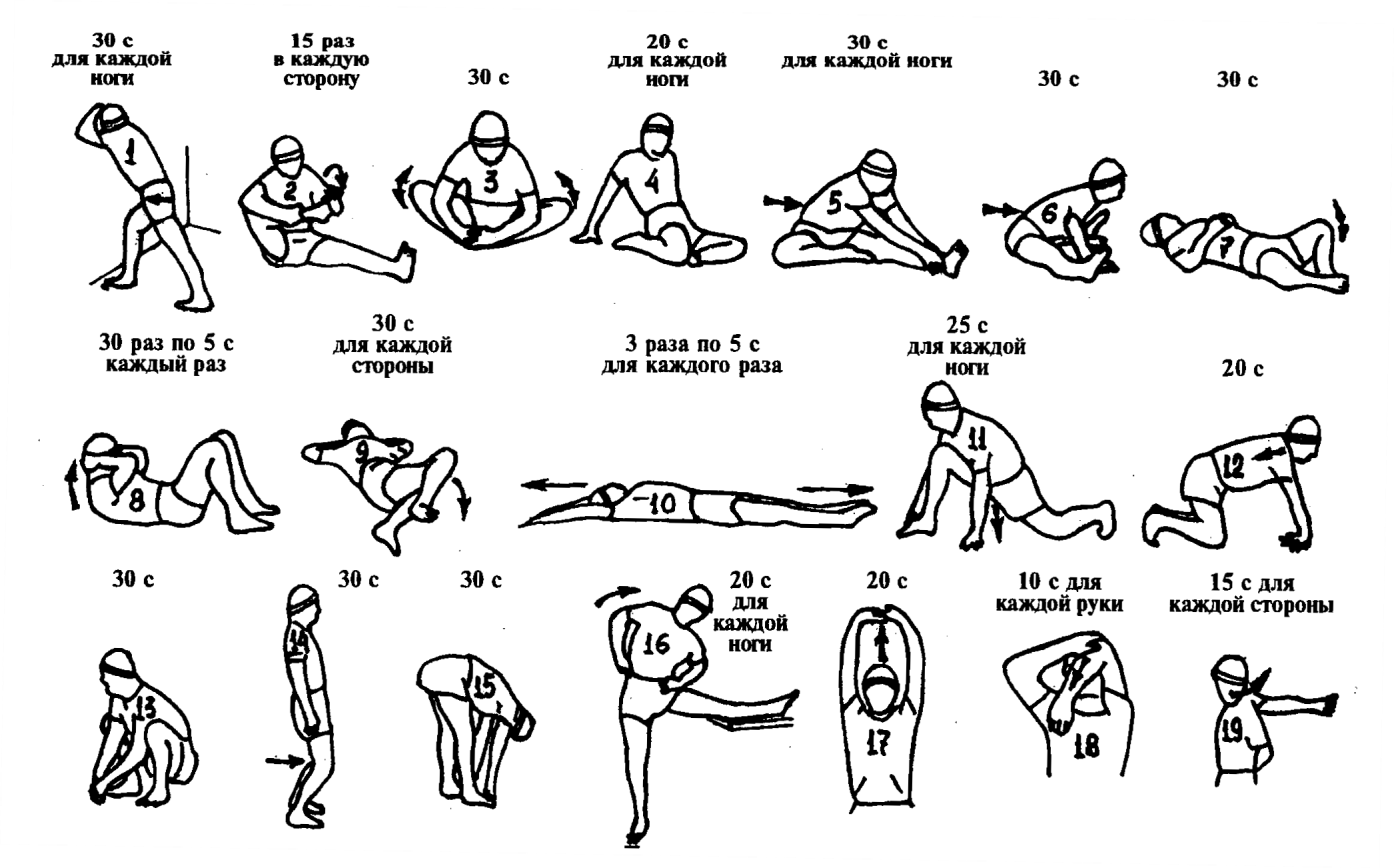 30 с
для каждой
ноги
15 раз
в каждую
сторону
30 с
20 с
для каждой
ноги
30 с
для каждой ноги
30 с
30 с
1
2
3
4
5
6
7
30 раз по 5 с
каждый раз
30 с
для каждой
стороны
3 раза по 5 с
для каждого раза
25 с
для каждой
ноги
20 с
8
9
10
11
12
30 с
30 с
30 с
20 с
для
каждой
ноги
20 с
10 с для
каждой руки
15 с для
каждой стороны
13
14
15
16
17
18
19